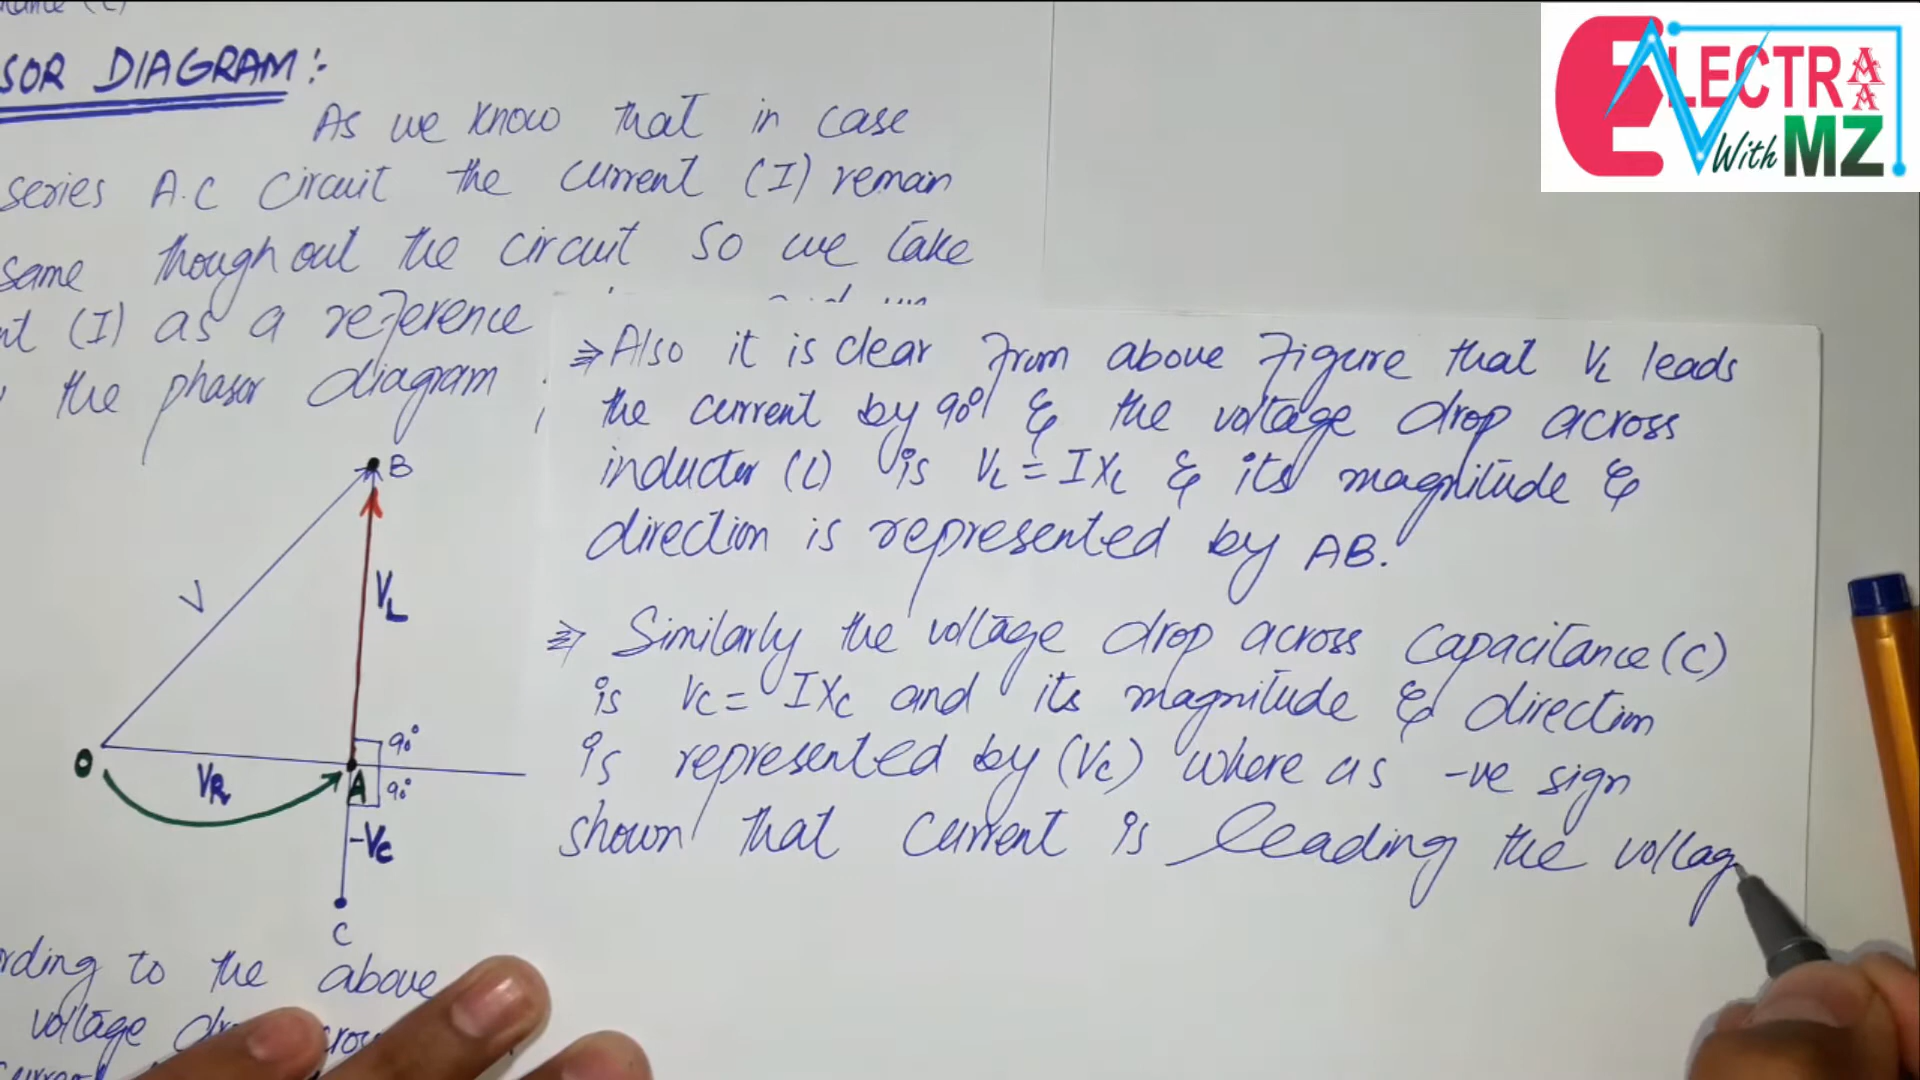 SOR DIAGRAM:-
As we know that in case
series A.C circuit the current (I) remain
same thoughout the circuit so we take
nt (I) as a reference
the phasor diagram
B
V
VL
90°
O
VR
A
90°
-Vc
C
rding to the above
voltage
⇒ Also it is clear from above figure that VL leads
the current by 90° & the voltage drop across
inductor (L) is VL = IXL & its magnitude &
direction is represented by AB.
⇒ Similarly the voltage drop across capacitance (C)
is Vc = IXc and its magnitude & direction
is represented by (Vc) where as -ve sign
shown that current is leading the voltag
ELECTRA
With MZ